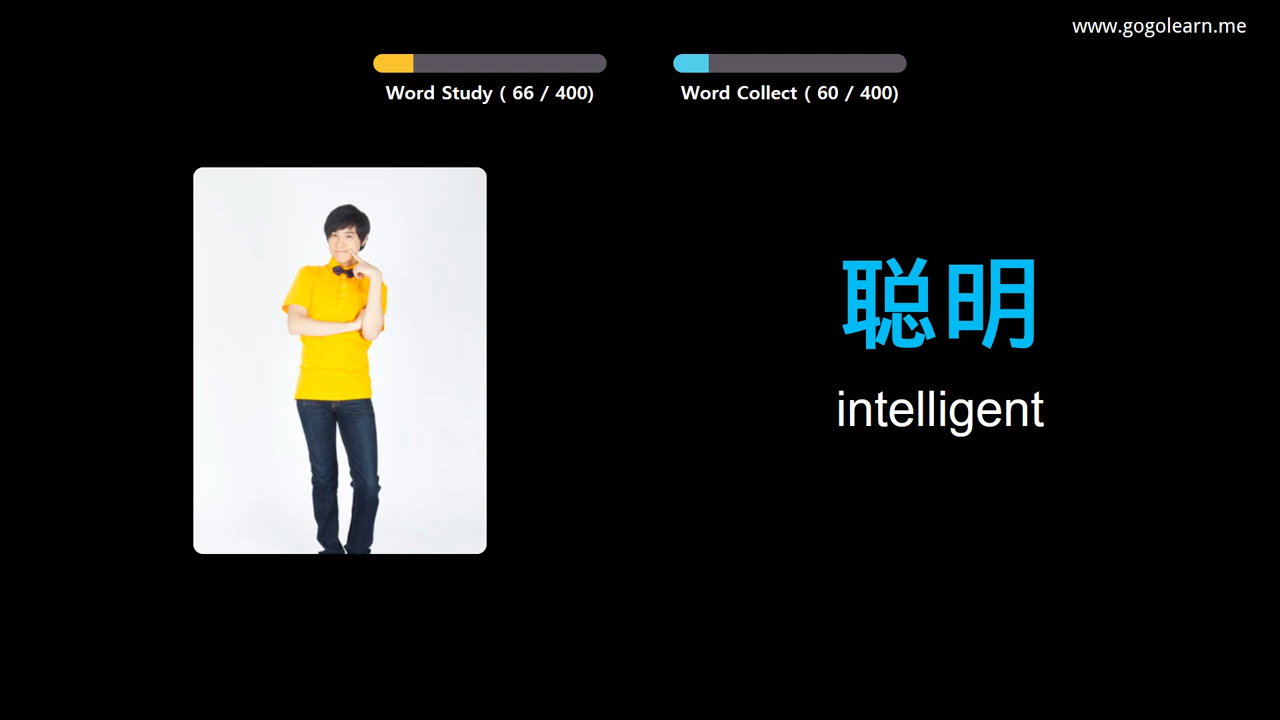 www.gogolearn.me
Word Study ( 66 / 400)
Word Collect ( 60 / 400)
聪明
intelligent